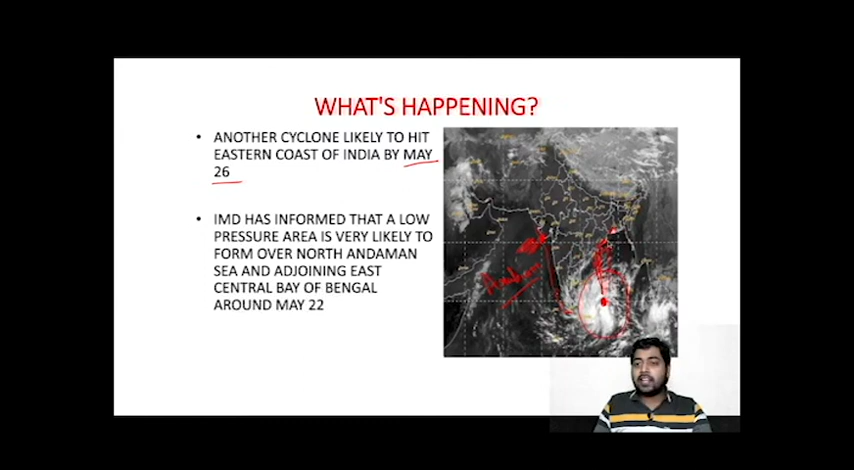 WHAT'S HAPPENING?
• ANOTHER CYCLONE LIKELY TO HIT
EASTERN COAST OF INDIA BY MAY
26
• IMD HAS INFORMED THAT A LOW
PRESSURE AREA IS VERY LIKELY TO
FORM OVER NORTH ANDAMAN
SEA AND ADJOINING EAST
CENTRAL BAY OF BENGAL
AROUND MAY 22